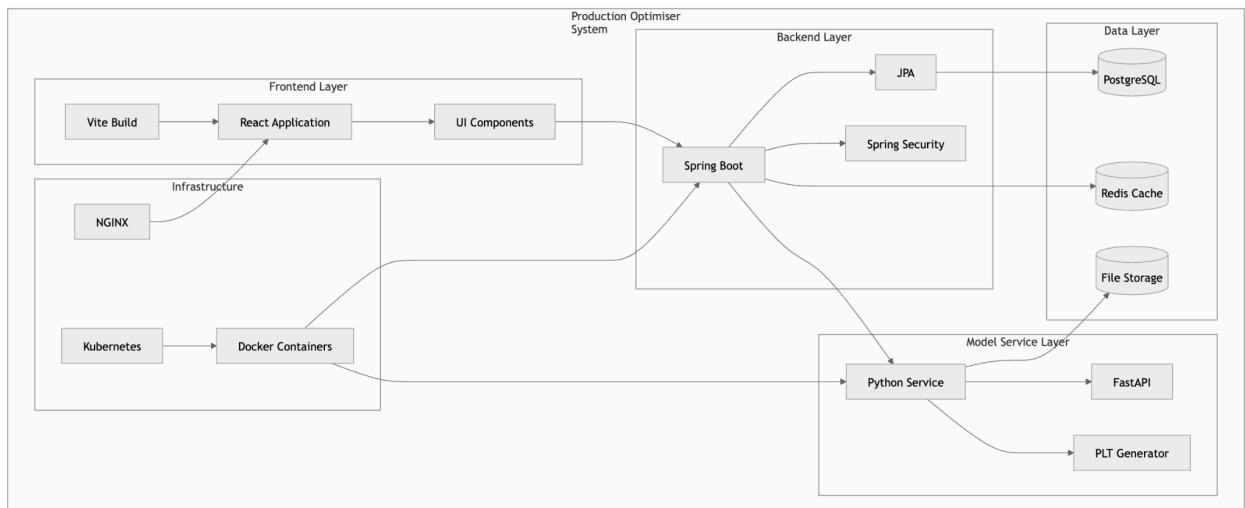 Production Optimiser
System
Frontend Layer
Vite Build
React Application
UI Components
Infrastructure
NGINX
Kubernetes
Docker Containers
Backend Layer
JPA
Spring Security
Spring Boot
Data Layer
PostgreSQL
Redis Cache
File Storage
Model Service Layer
Python Service
FastAPI
PLT Generator